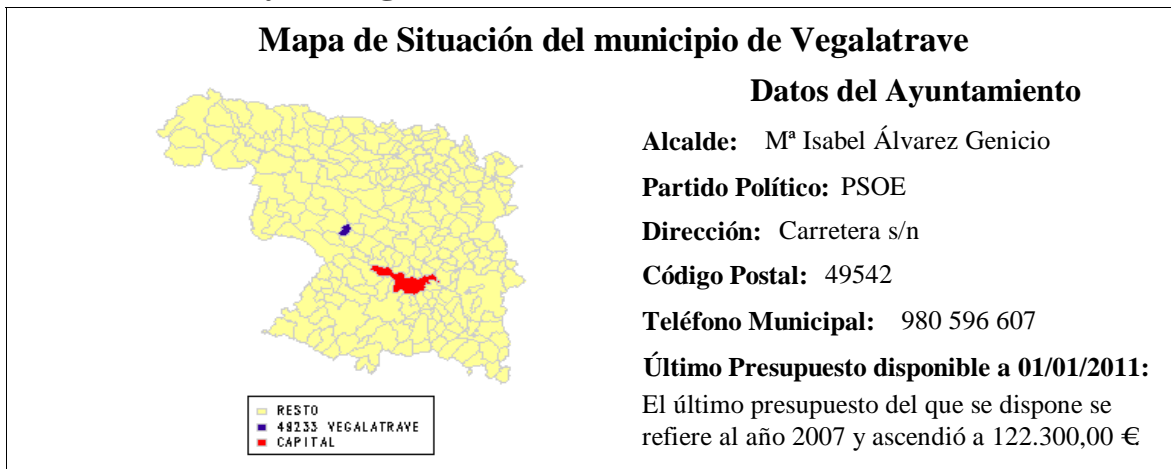 Mapa de Situación del municipio de Vegalatrave
Datos del Ayuntamiento
Alcalde: Mª Isabel Álvarez Genicio
Partido Político: PSOE
Dirección: Carretera s/n
Código Postal: 49542
Teléfono Municipal: 980 596 607
Último Presupuesto disponible a 01/01/2011:
El último presupuesto del que se dispone se
refiere al año 2007 y ascendió a 122.300,00 €
RESTO
49233 VEGALATRAVE
CAPITAL